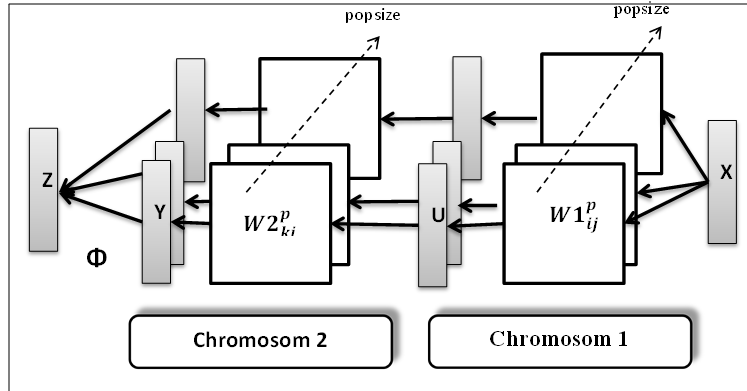 popsize popsize
Z Y W2^p_ki U W1^p_ij X
Φ
Chromosom 2 Chromosom 1